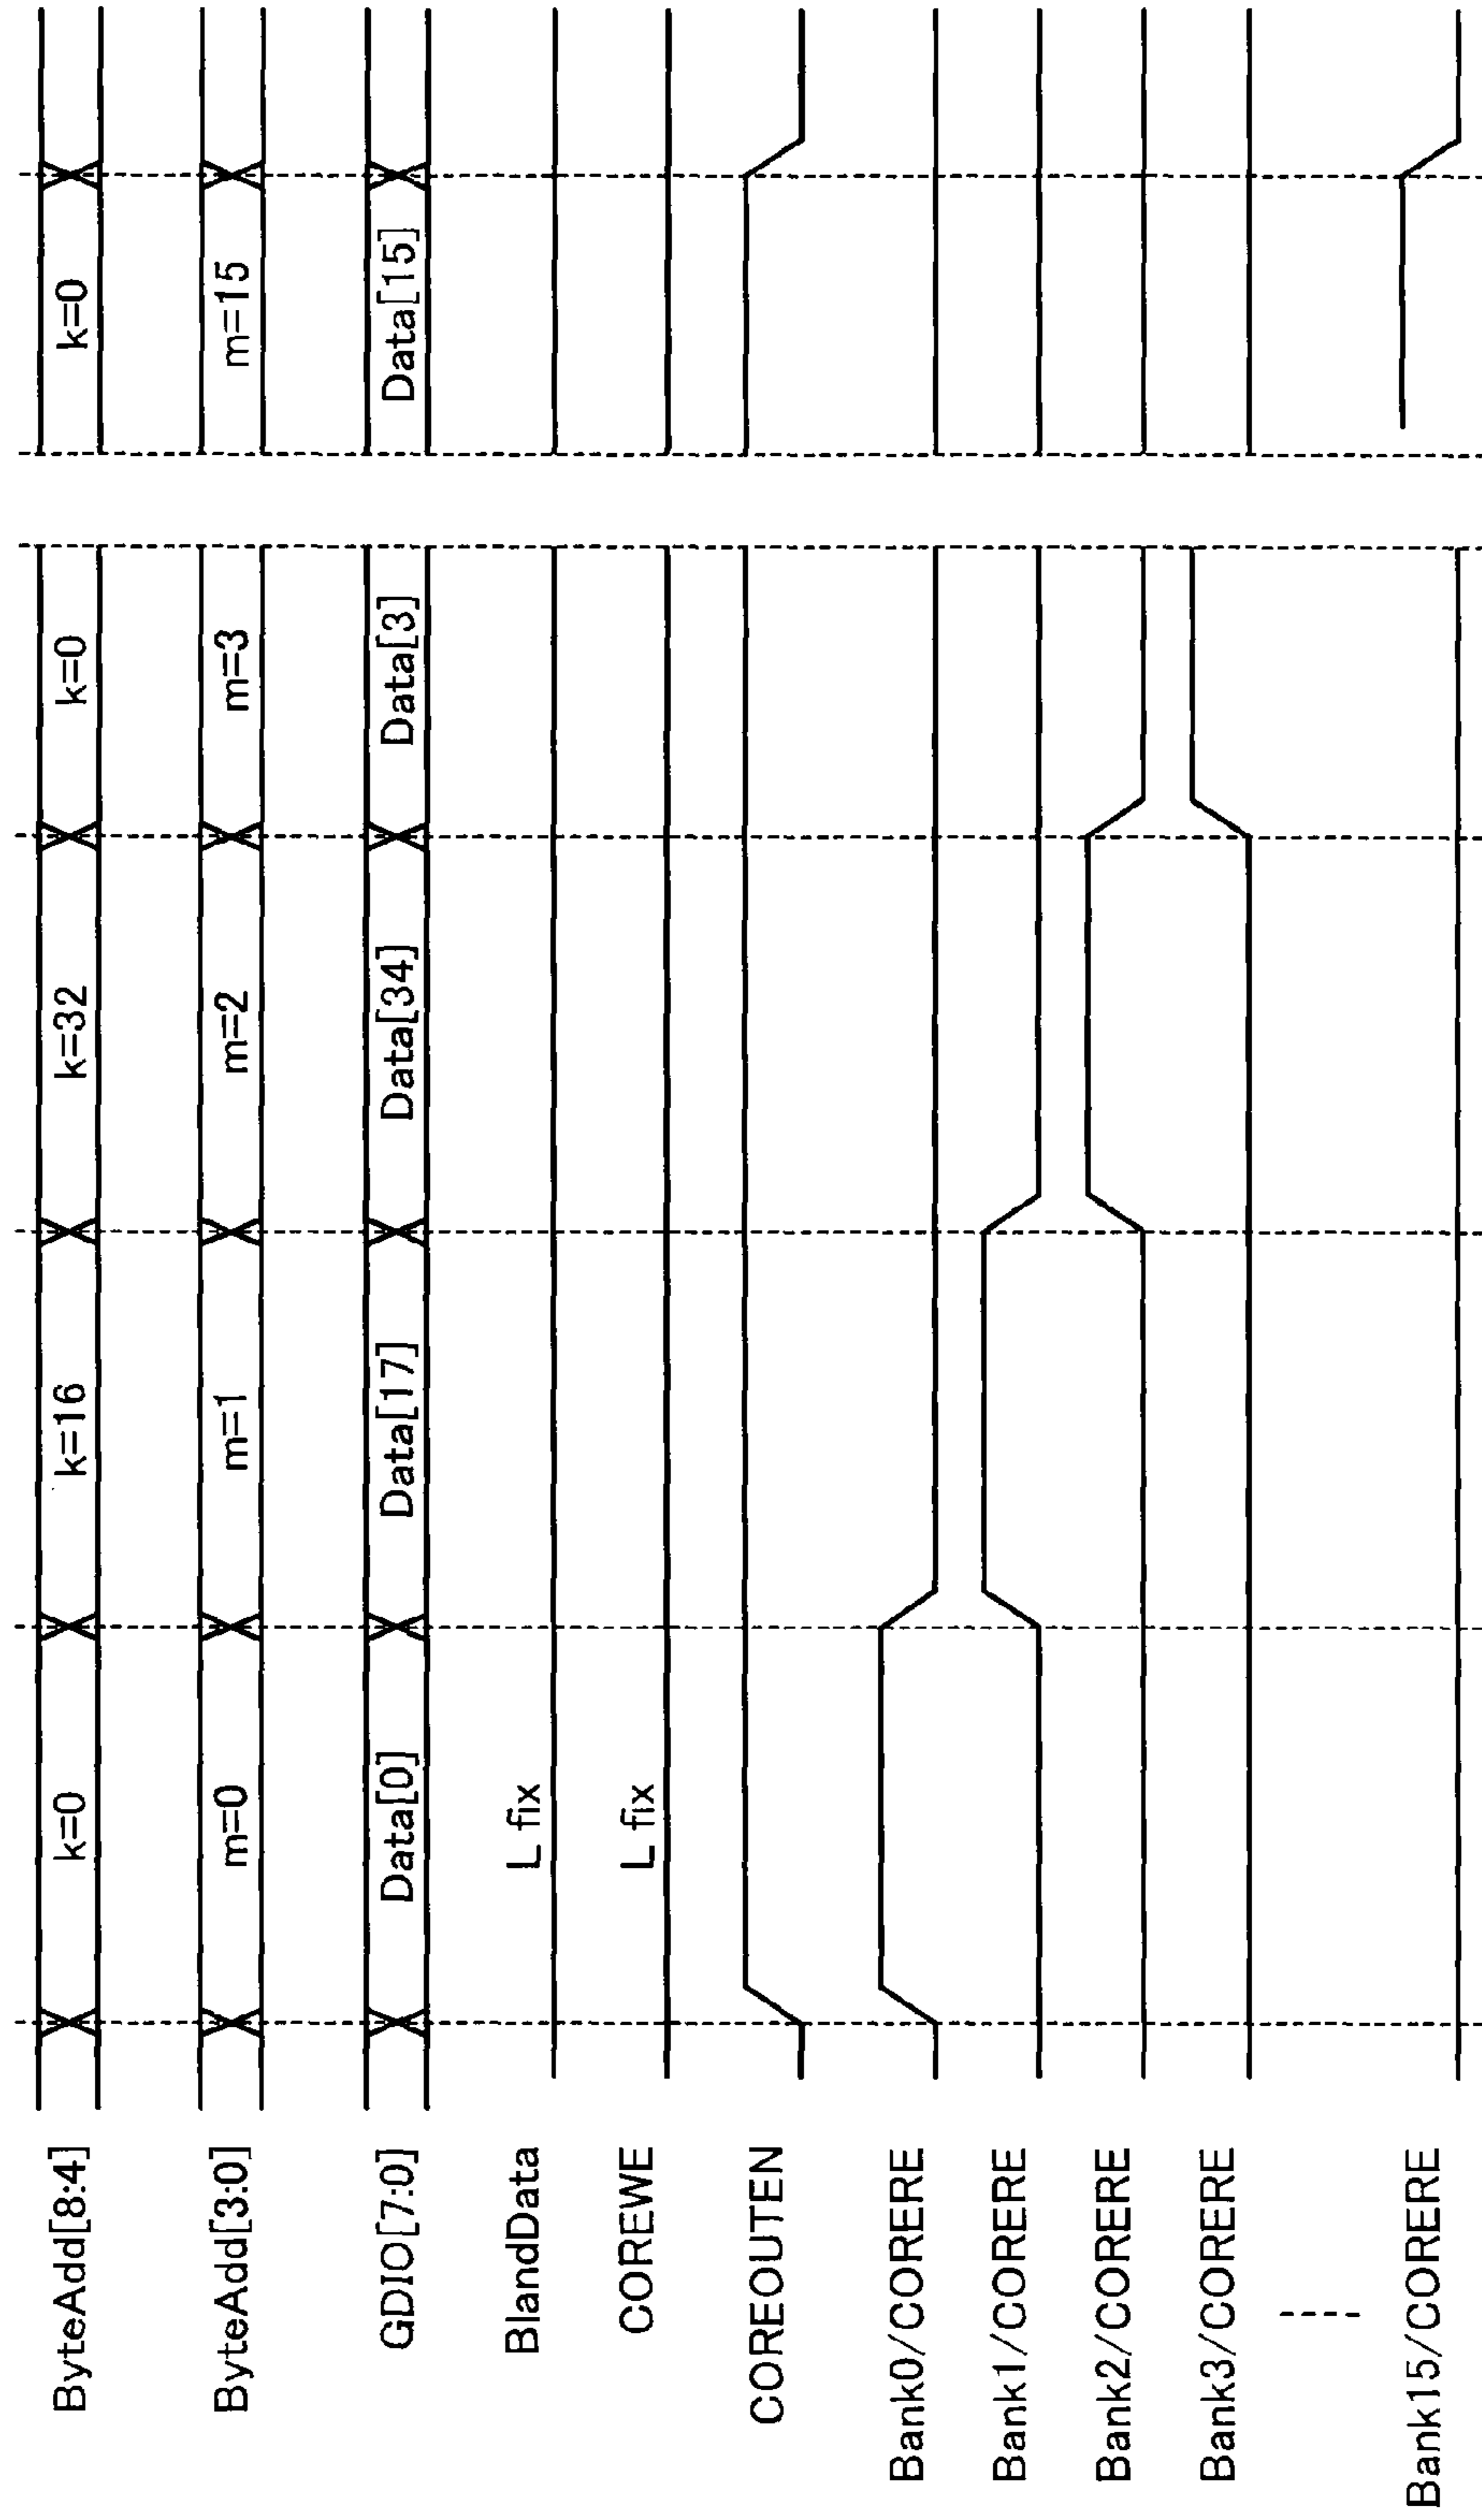 ByteAdd[8:4] k=0 k=16 k=32 k=0 k=0
ByteAdd[3:0] m=0 m=1 m=2 m=3 m=15
GDIO[7:0] Data[0] Data[17] Data[34] Data[3] Data[15]
BlandData L fix
COREWE L fix
COREOUTEN
Bank0/CORERE
Bank1/CORERE
Bank2/CORERE
Bank3/CORERE
Bank15/CORERE